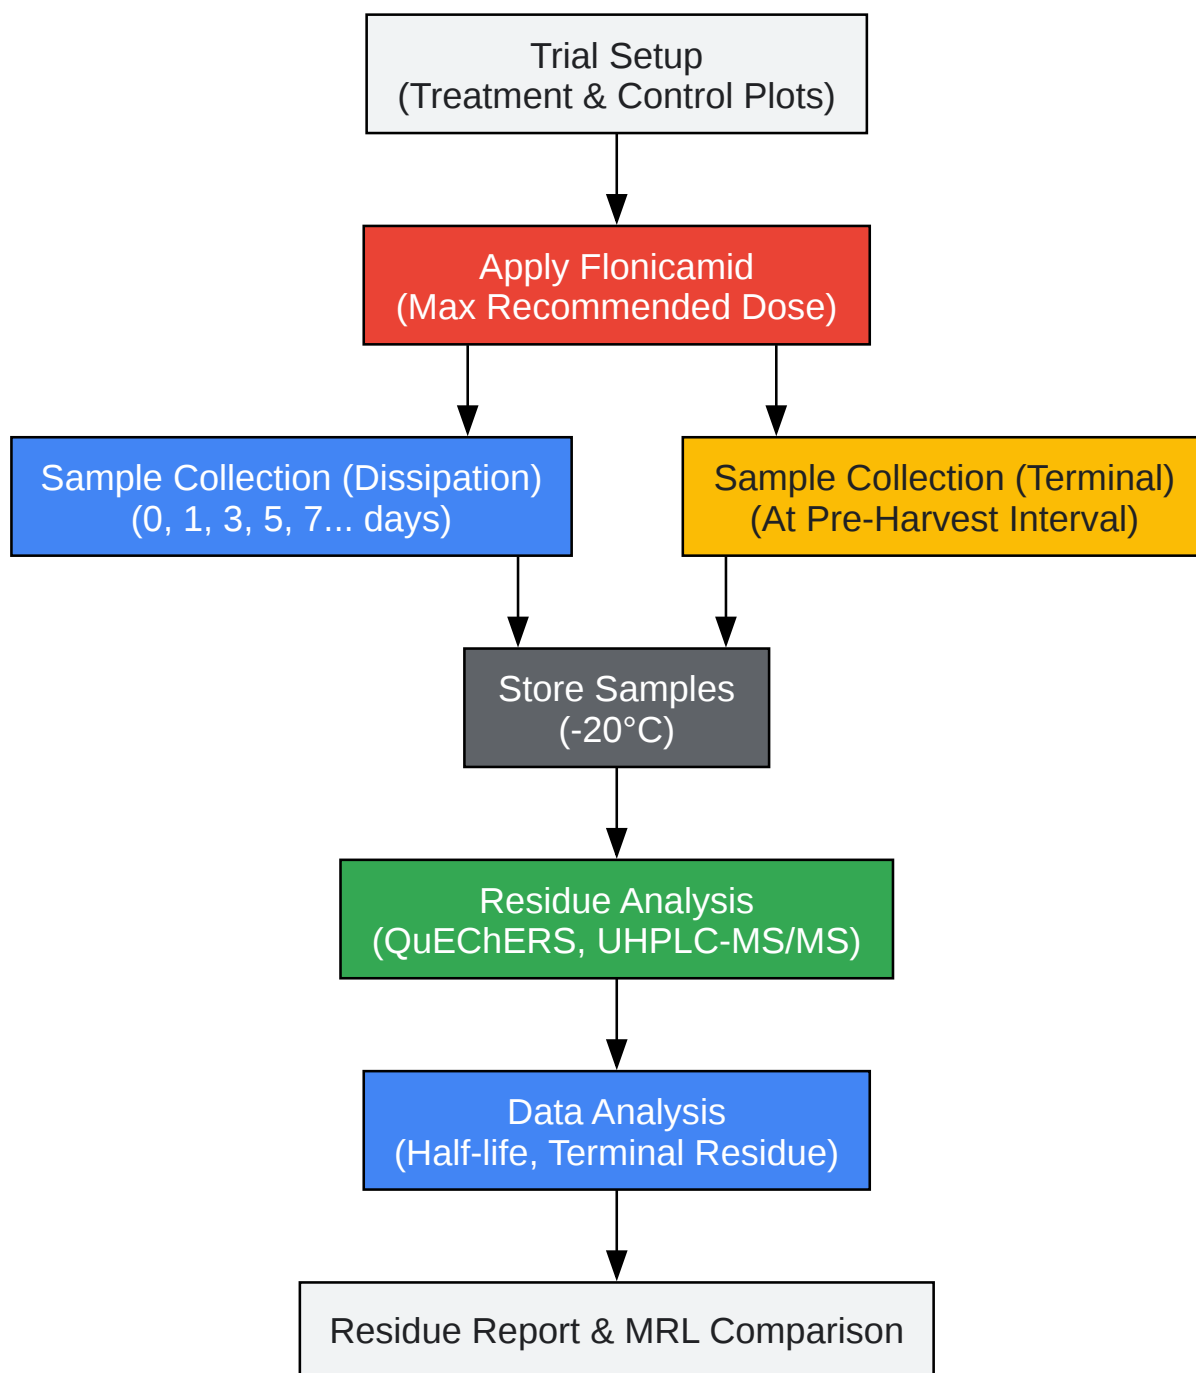 Trial Setup
(Treatment & Control Plots)
Apply Flonicamid
(Max Recommended Dose)
Sample Collection (Dissipation)
(0, 1, 3, 5, 7... days)
Sample Collection (Terminal)
(At Pre-Harvest Interval)
Store Samples
(-20°C)
Residue Analysis
(QuEChERS, UHPLC-MS/MS)
Data Analysis
(Half-life, Terminal Residue)
Residue Report & MRL Comparison